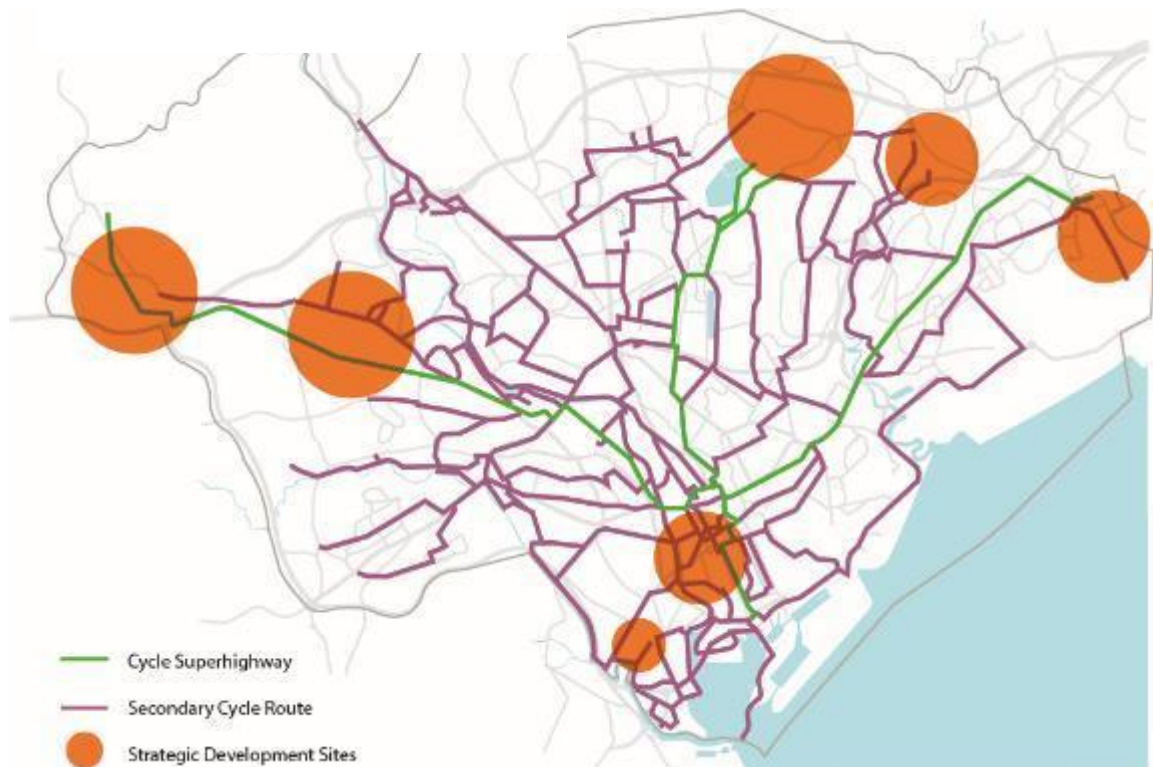 Cycle Superhighway
Secondary Cycle Route
Strategic Development Sites